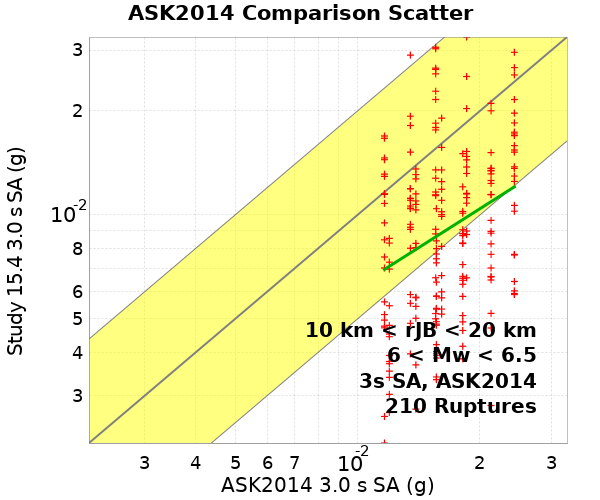 ASK2014 Comparison Scatter
Study 15.4 3.0 s SA (g)
3
2
10-2
8
6
5
4
3
10 km < rJB < 20 km
6 < Mw < 6.5
3s SA, ASK2014
210 Ruptures
3 4 5 6 7 10-2 2 3
ASK2014 3.0 s SA (g)